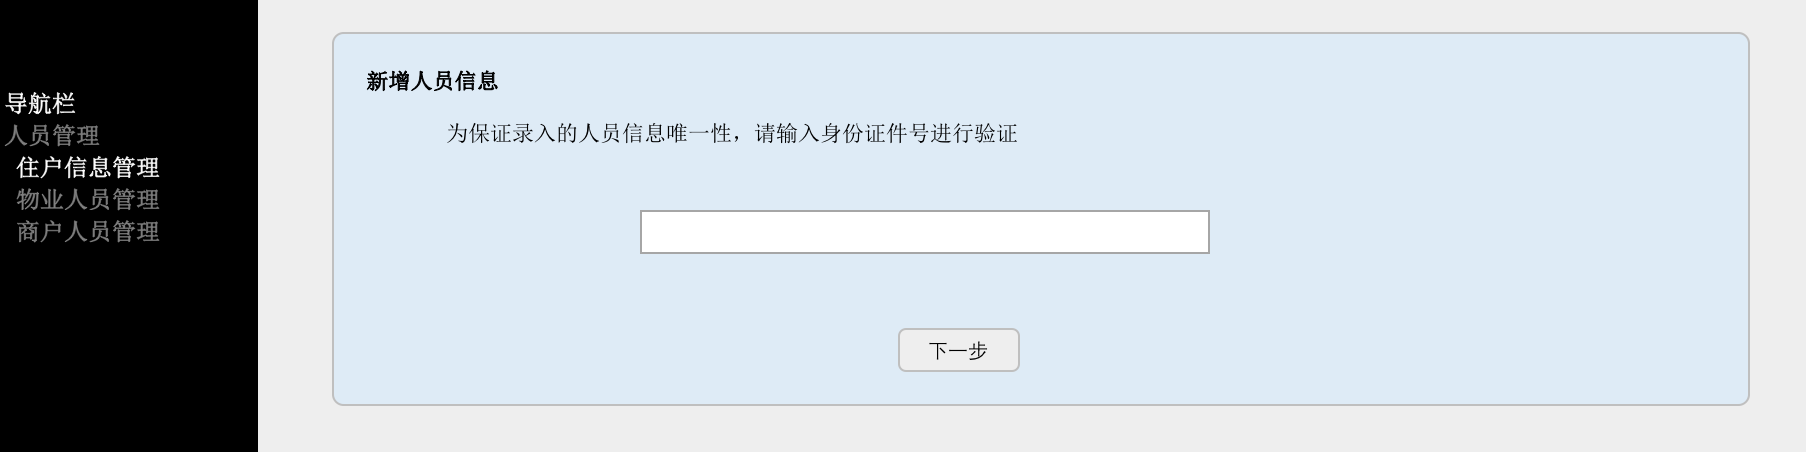 导航栏
人员管理
住户信息管理
物业人员管理
商户人员管理
新增人员信息
为保证录入的人员信息唯一性，请输入身份证件号进行验证
下一步